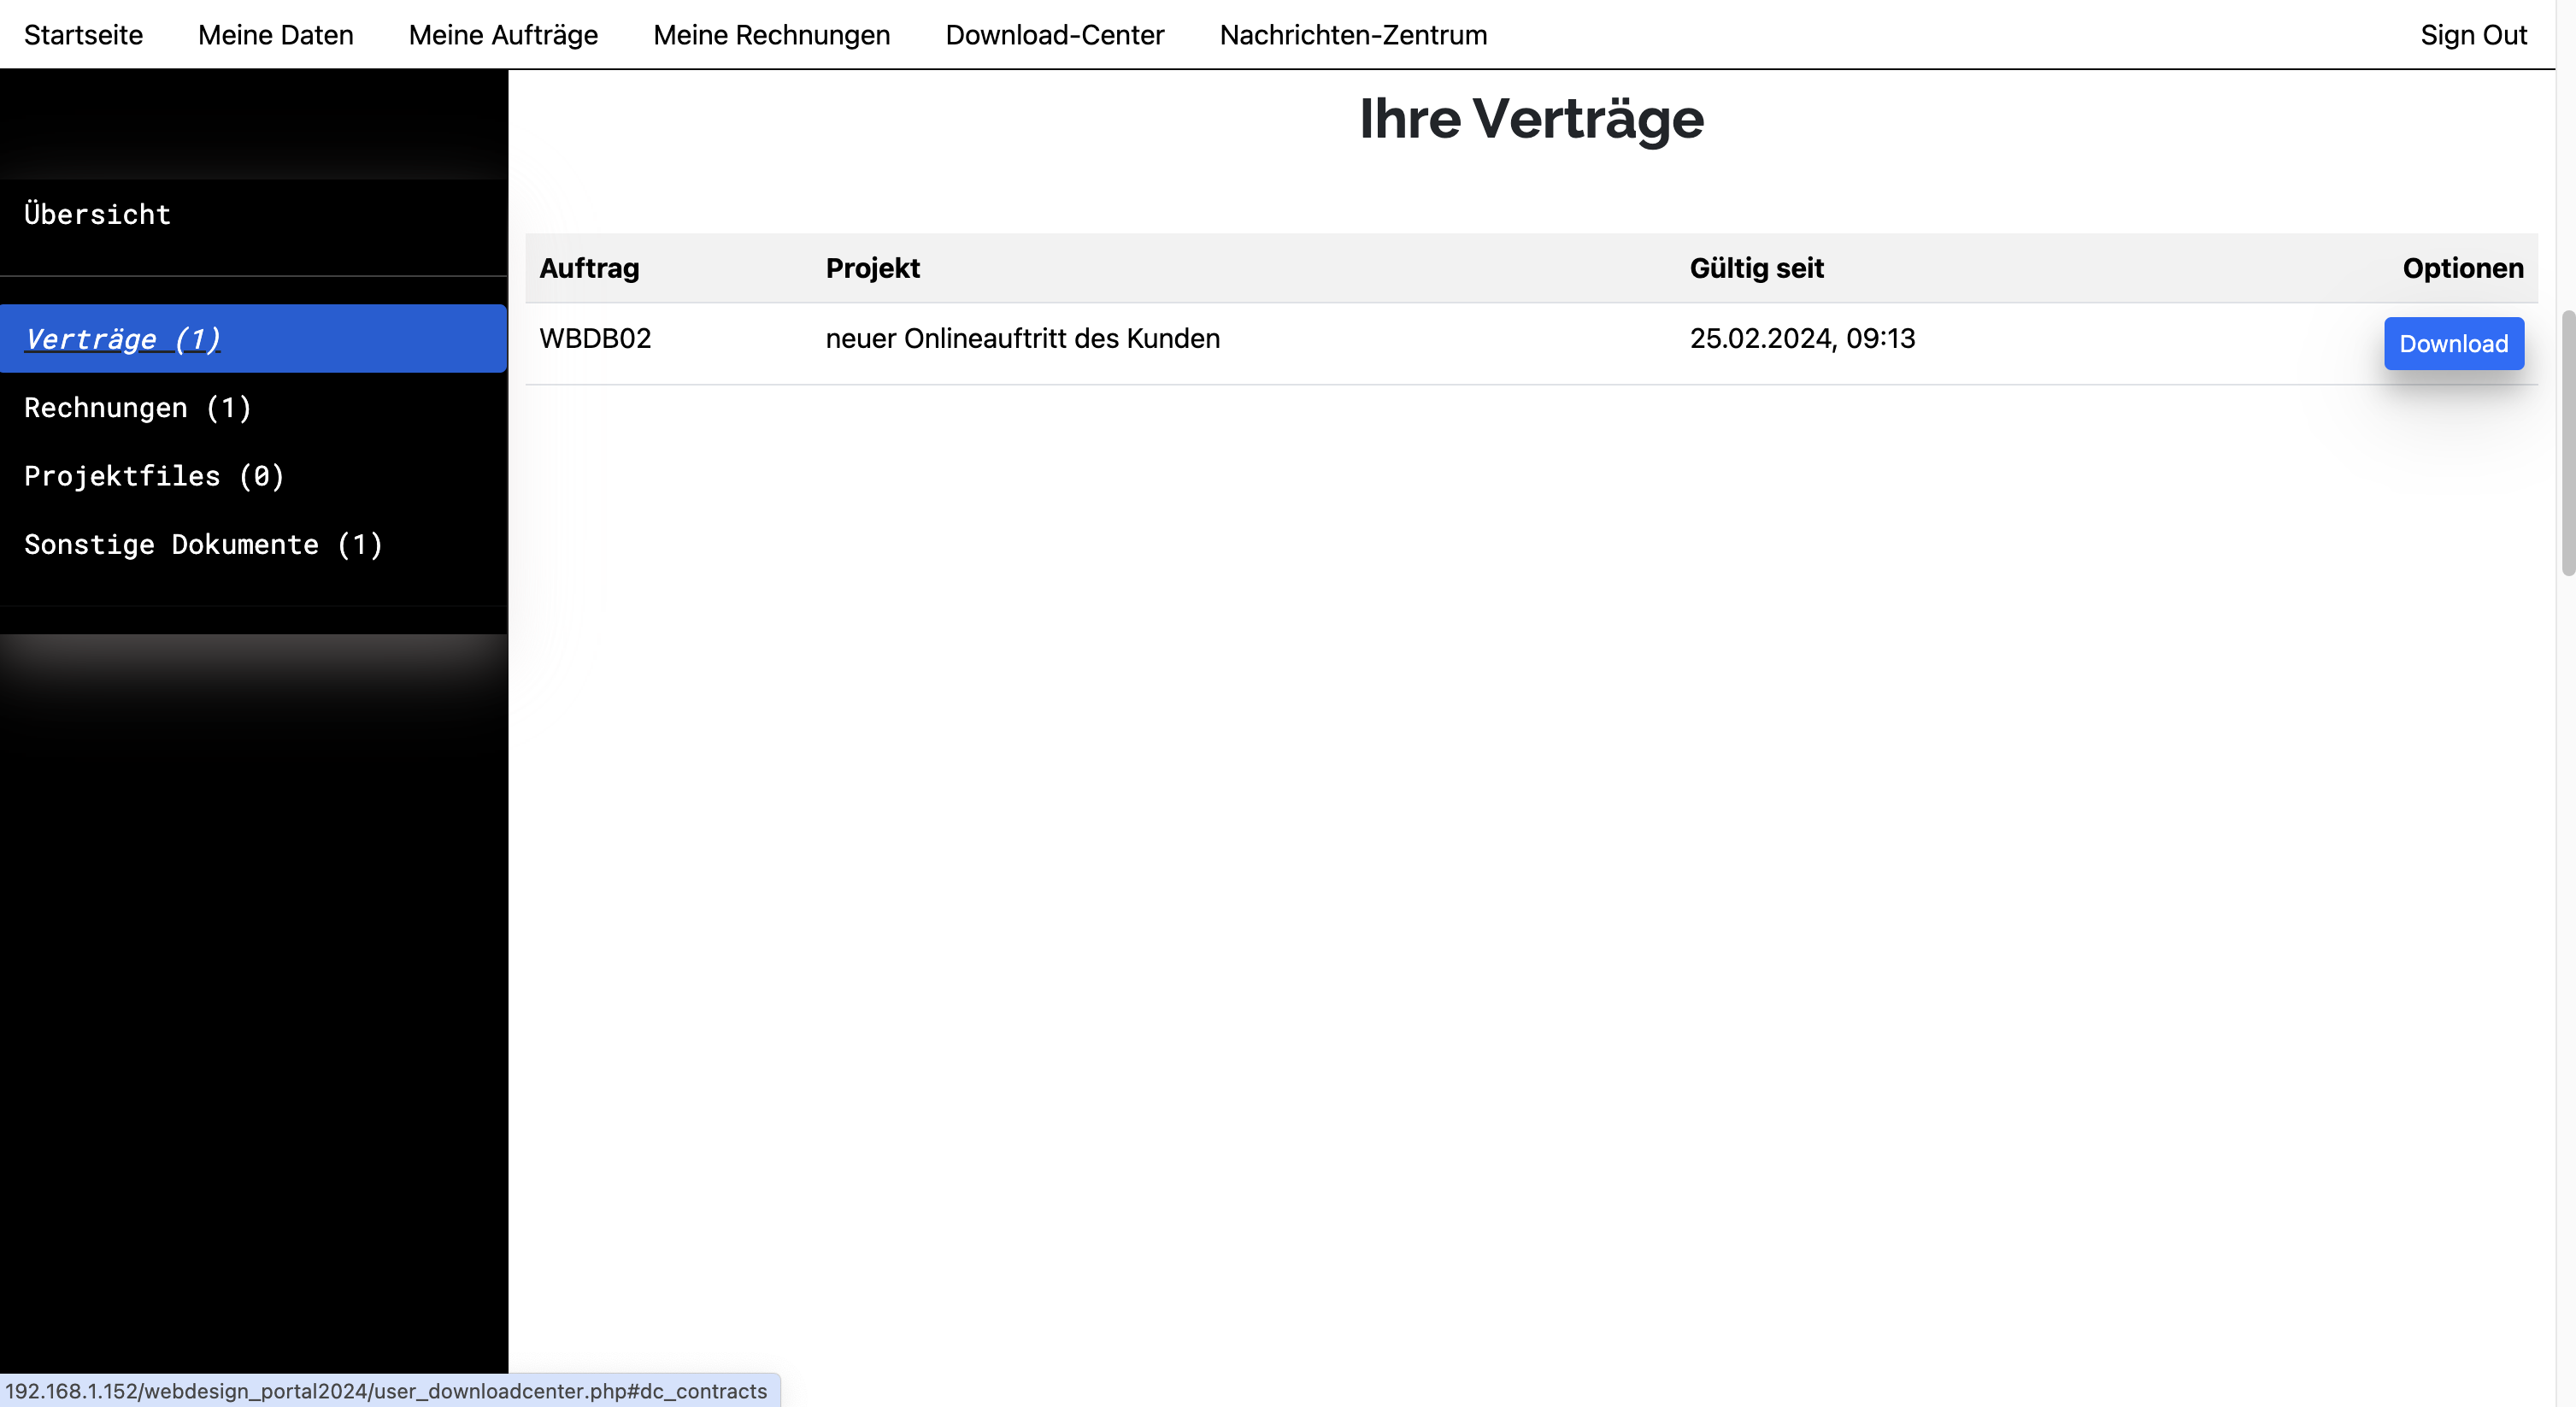 Startseite Meine Daten Meine Aufträge Meine Rechnungen Download-Center Nachrichten-Zentrum Sign Out
Übersicht
Verträge (1)
Rechnungen (1)
Projektfiles (0)
Sonstige Dokumente (1)
Ihre Verträge
Auftrag Projekt Gültig seit Optionen
WBDB02 neuer Onlineauftritt des Kunden 25.02.2024, 09:13 Download
192.168.1.152/webdesign_portal2024/user_downloadcenter.php#dc_contracts